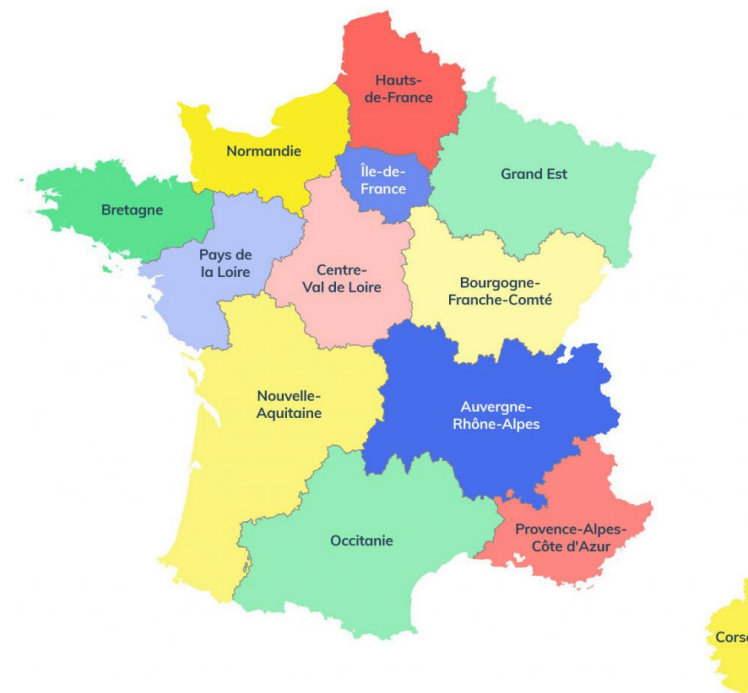 Hauts-
de-France
Normandie
Île-de-
France
Grand Est
Bretagne
Pays de
la Loire
Centre-
Val de Loire
Bourgogne-
Franche-Comté
Nouvelle-
Aquitaine
Auvergne-
Rhône-Alpes
Occitanie
Provence-Alpes-
Côte d'Azur